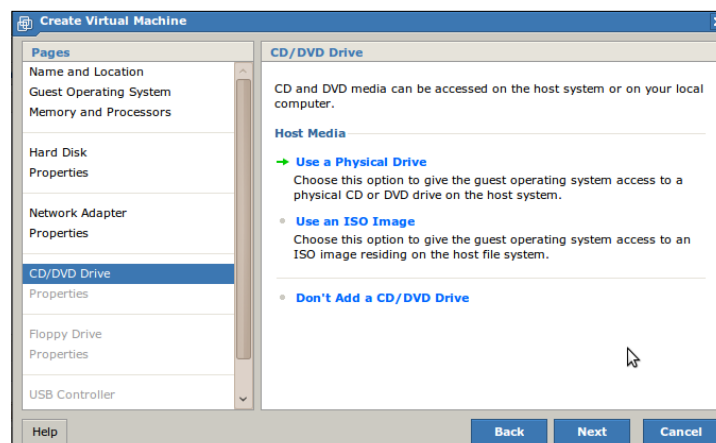 Create Virtual Machine
Pages
Name and Location
Guest Operating System
Memory and Processors
Hard Disk
Properties
Network Adapter
Properties
CD/DVD Drive
Properties
Floppy Drive
Properties
USB Controller
CD/DVD Drive
CD and DVD media can be accessed on the host system or on your local
computer.
Host Media
Use a Physical Drive
Choose this option to give the guest operating system access to a
physical CD or DVD drive on the host system.
Use an ISO Image
Choose this option to give the guest operating system access to an
ISO image residing on the host file system.
Don't Add a CD/DVD Drive
Help
Back
Next
Cancel